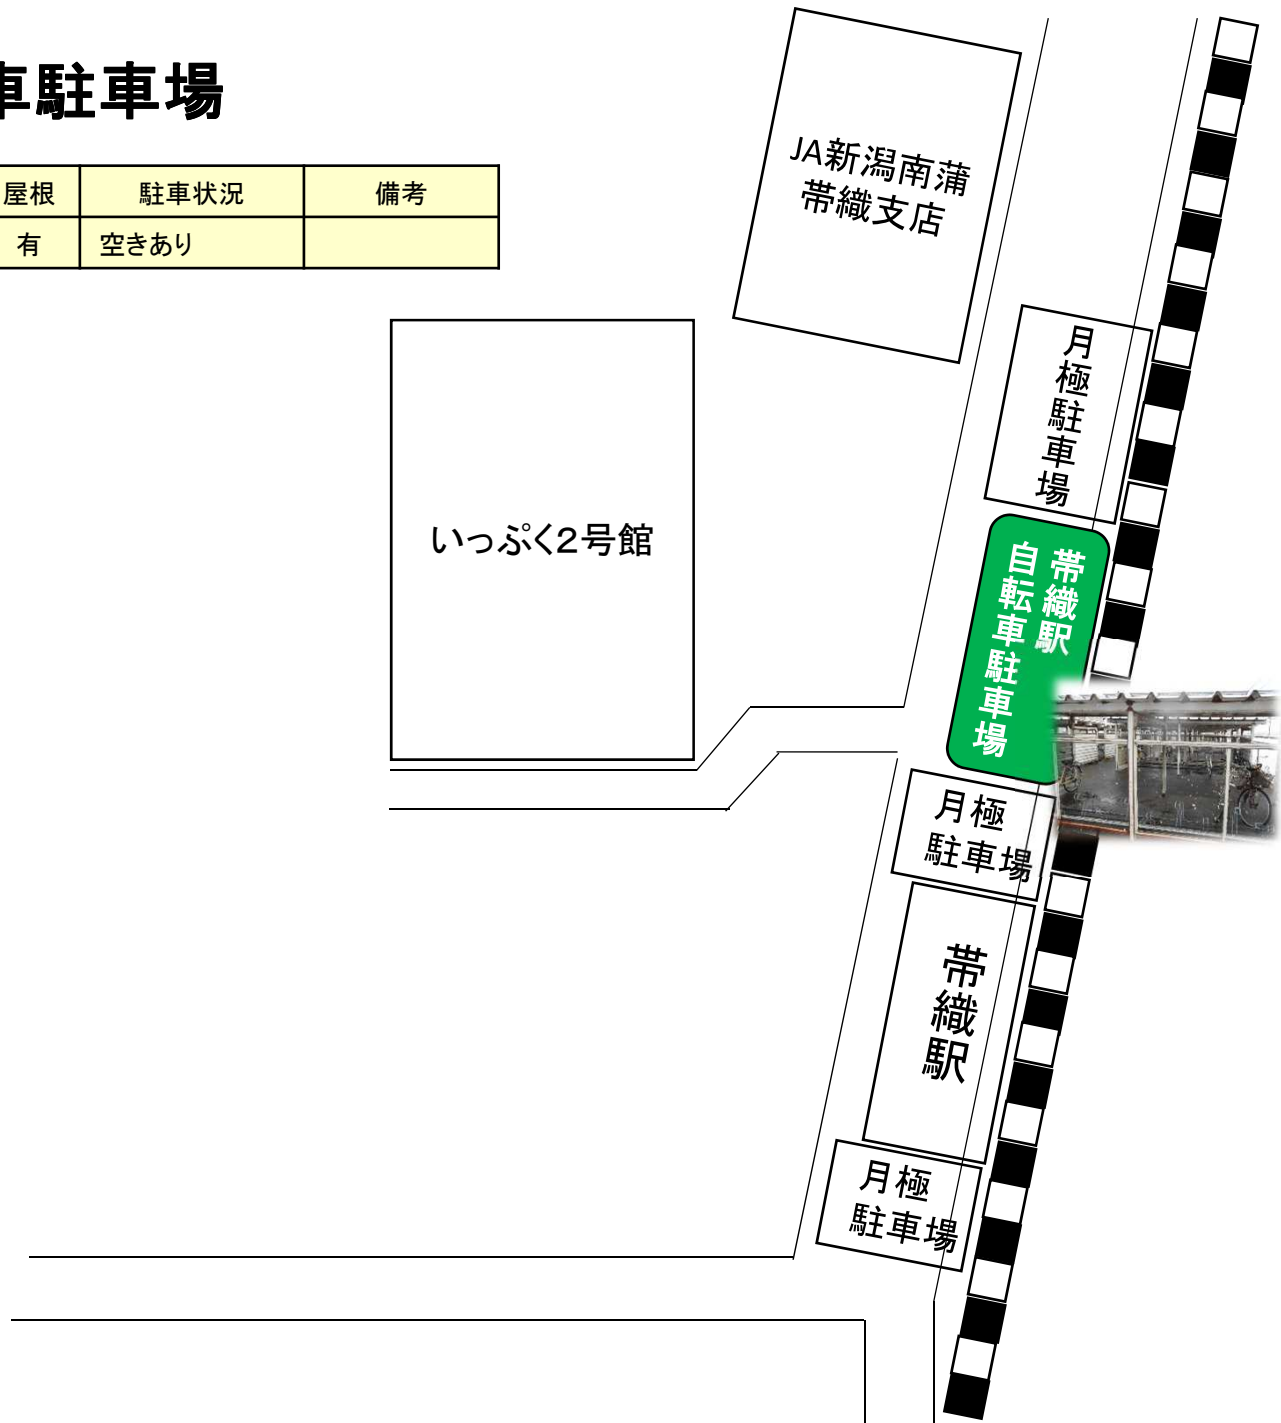 車駐車場
屋根 駐車状況 備考
有 空きあり
JA新潟南蒲
帯織支店
月極駐車場
いっぷく2号館
帯織駅
自転車駐車場
月極
駐車場
帯織駅
月極
駐車場